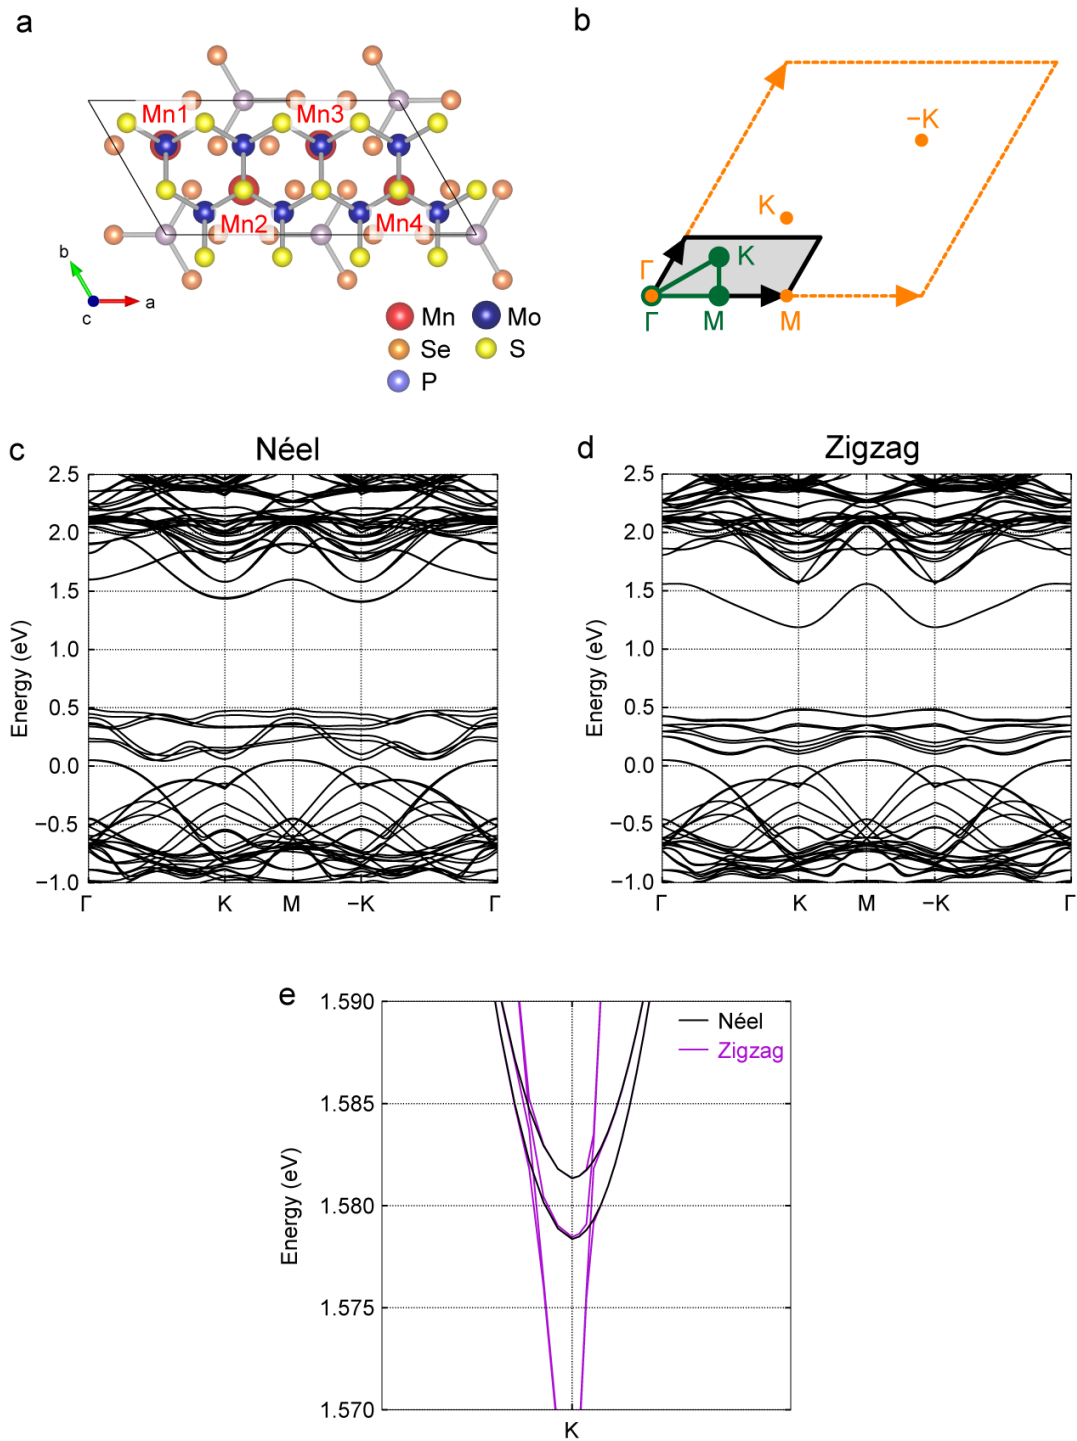 a
Mn1
Mn3
Mn2
Mn4
b
a
c
Mn
Mo
Se
S
P
b
−K
K
Γ
K
Γ
M
M
c
Néel
2.5
2.0
1.5
1.0
0.5
0.0
−0.5
−1.0
Energy (eV)
Γ
K
M
−K
Γ
d
Zigzag
2.5
2.0
1.5
1.0
0.5
0.0
−0.5
−1.0
Energy (eV)
Γ
K
M
−K
Γ
e
1.590
1.585
1.580
1.575
1.570
Energy (eV)
Néel
Zigzag
K